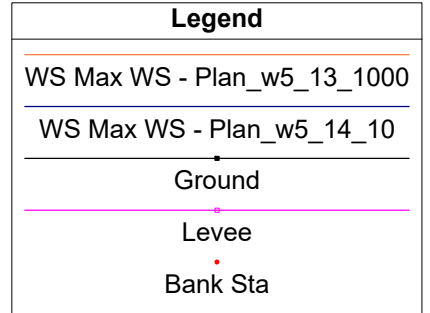 Legend
WS Max WS - Plan_w5_13_1000
WS Max WS - Plan_w5_14_10
Ground
Levee
Bank Sta